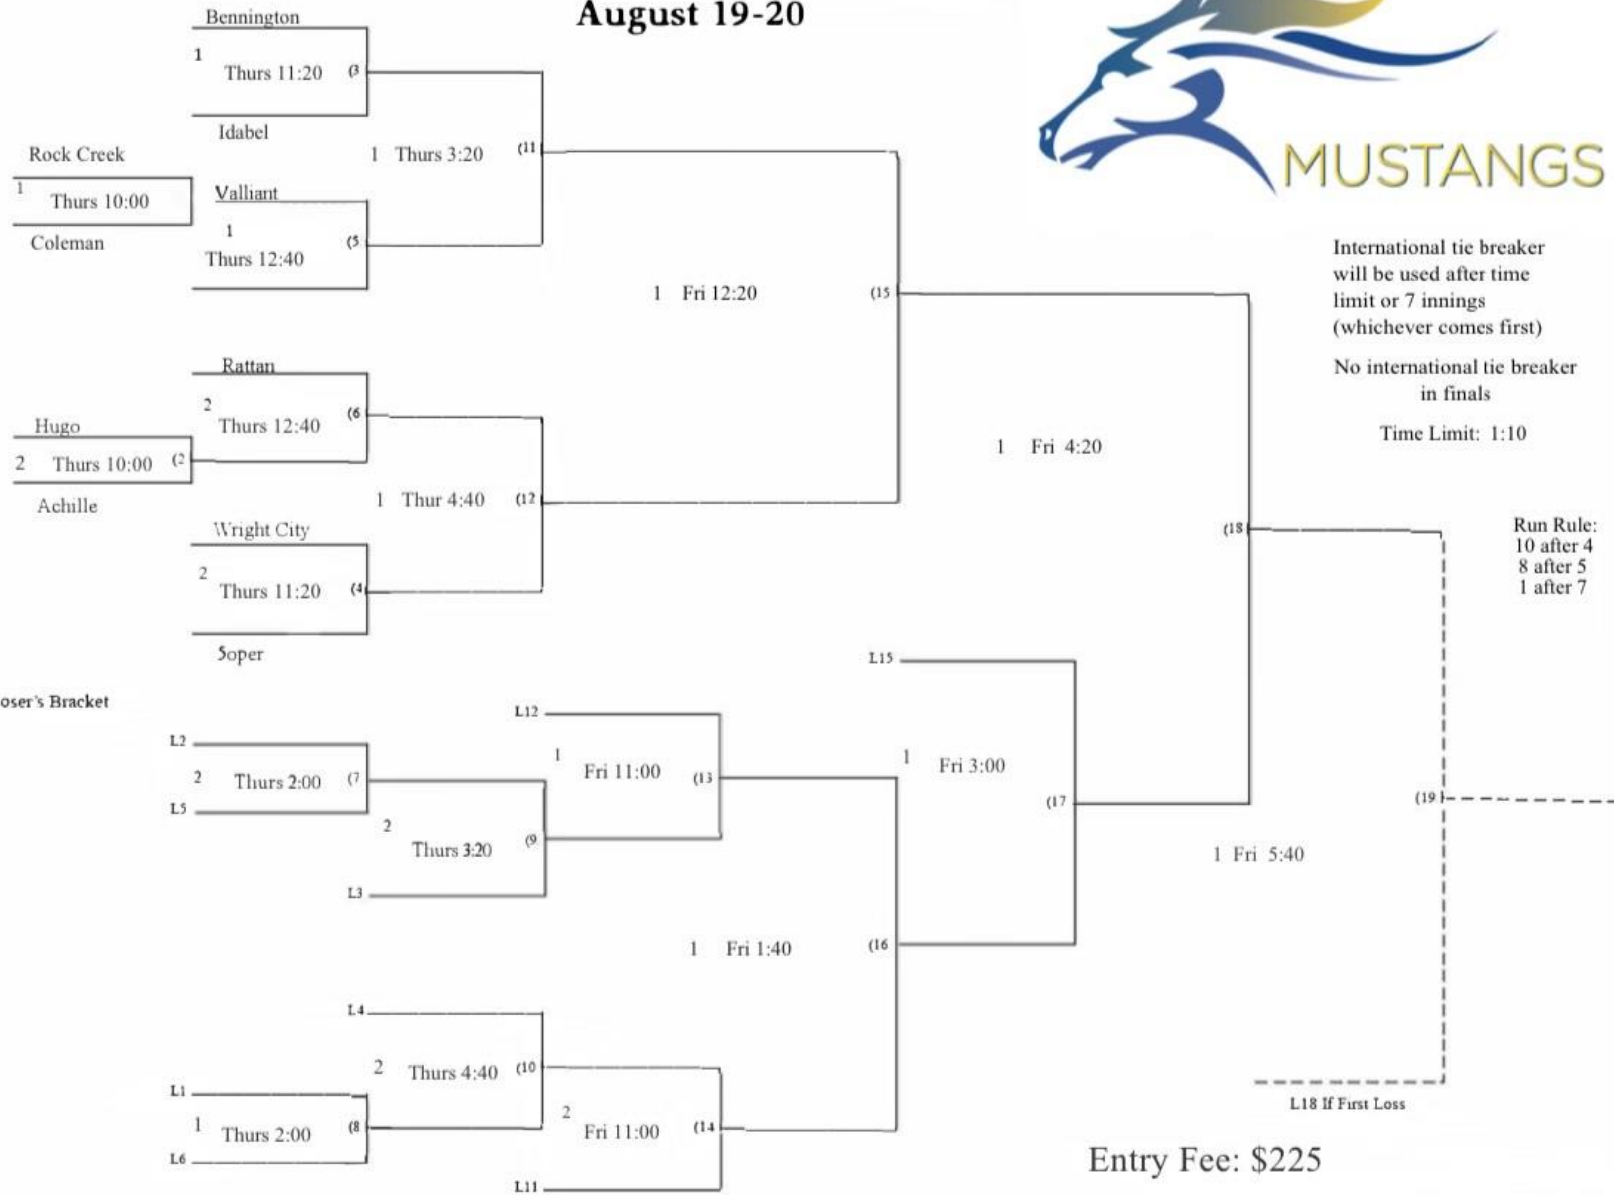 August 19-20
Bennington
1
Thurs 11:20 (3
Idabel
Rock Creek
1 Thurs 3:20 (11
1
Thurs 10:00
Valliant
Coleman
1
Thurs 12:40 (5
1 Fri 12:20 (15
Rattan
2
Thurs 12:40 (6
Hugo
2 Thurs 10:00 (2
Achille
1 Thur 4:40 (12
Wright City
2
Thurs 11:20 (4
Soper
1 Fri 4:20 (18
MUSTANGS
International tie breaker
will be used after time
limit or 7 innings
(whichever comes first)
No international tie breaker
in finals
Time Limit: 1:10
Run Rule:
10 after 4
8 after 5
1 after 7
oser's Bracket
L2
2 Thurs 2:00 (7
L5
2
Thurs 3:20 (9
L3
L12
1
Fri 11:00 (13
L15
1
Fri 3:00 (17
1 Fri 5:40 (19
1 Fri 1:40 (16
L4
2 Thurs 4:40 (10
L1
1 Thurs 2:00 (8
L6
2
Fri 11:00 (14
L11
L18 If First Loss
Entry Fee: $225